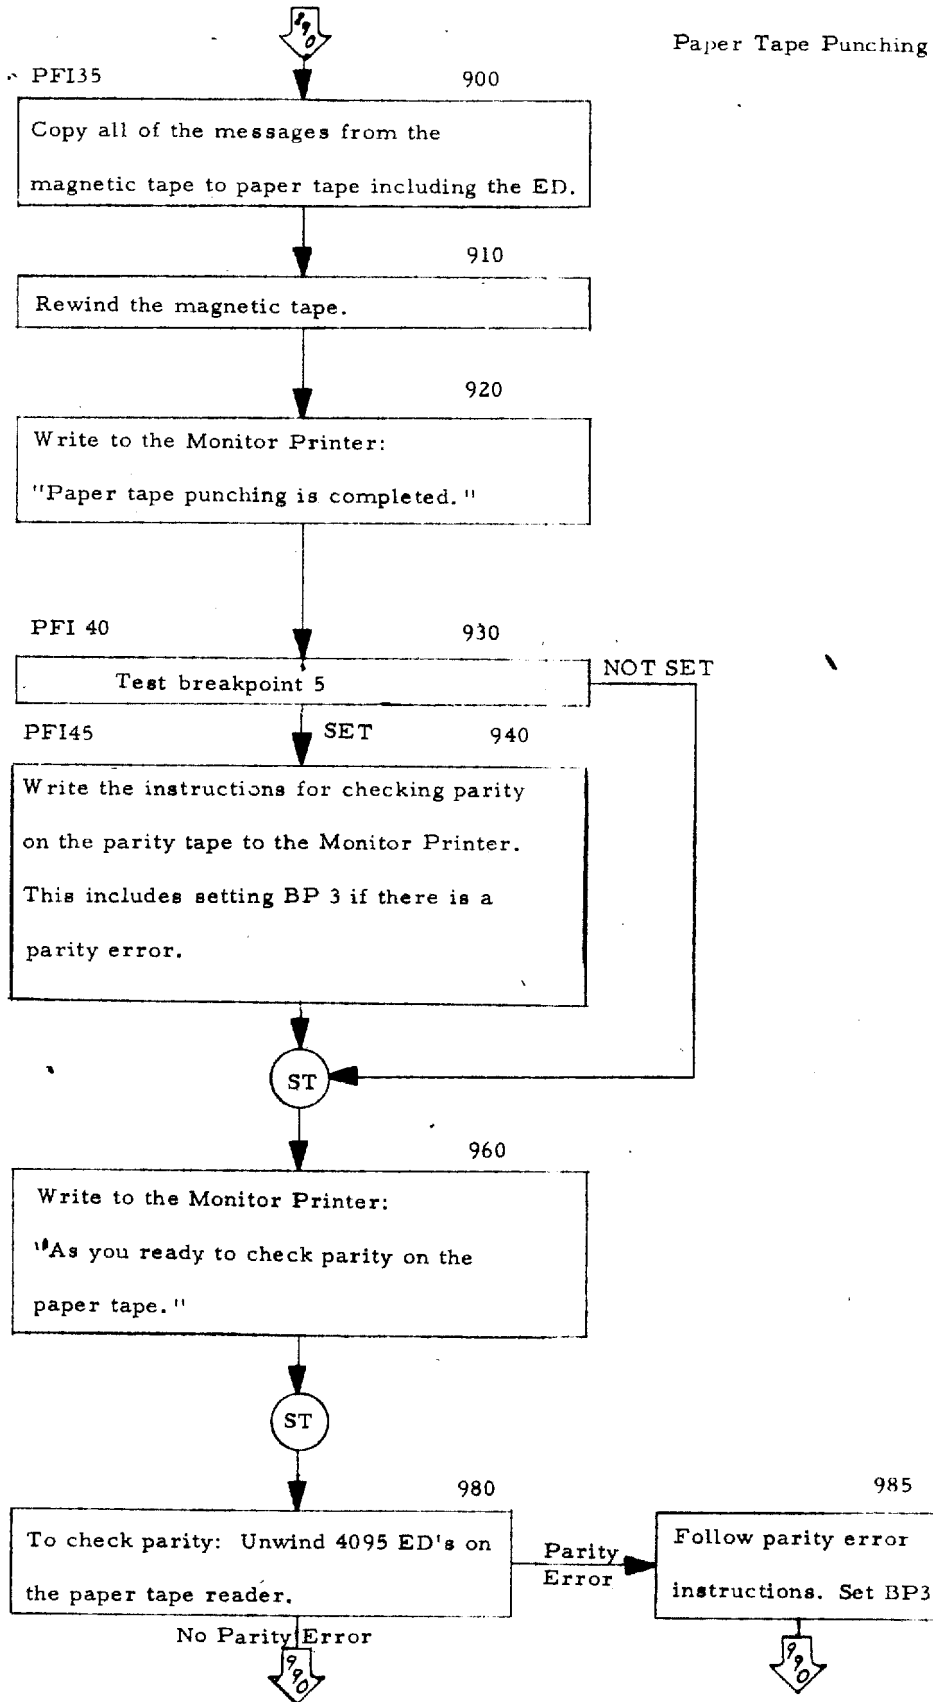 890
Paper Tape Punching
PFI35
900
Copy all of the messages from the
magnetic tape to paper tape including the ED.
910
Rewind the magnetic tape.
920
Write to the Monitor Printer:
"Paper tape punching is completed."
PFI 40
930
Test breakpoint 5
NOT SET
PFI45
SET
940
Write the instructions for checking parity
on the parity tape to the Monitor Printer.
This includes setting BP 3 if there is a
parity error.
ST
960
Write to the Monitor Printer:
"As you ready to check parity on the
paper tape."
ST
980
985
To check parity: Unwind 4095 ED's on
the paper tape reader.
Parity
Error
Follow parity error
instructions. Set BP3
No Parity Error
990
990